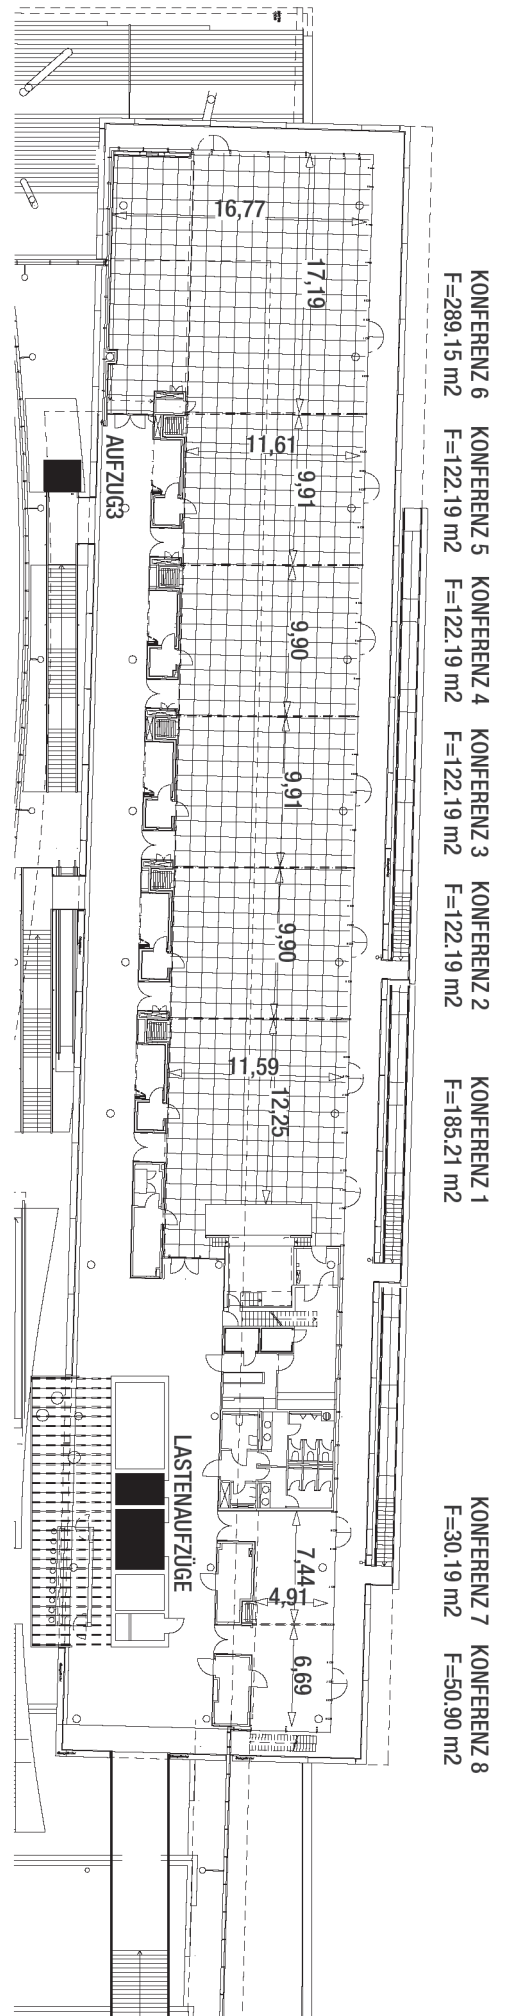 KONFERENZ 6
F=289.15 m2
KONFERENZ 5
F=122.19 m2
KONFERENZ 4
F=122.19 m2
KONFERENZ 3
F=122.19 m2
KONFERENZ 2
F=122.19 m2
KONFERENZ 1
F=185.21 m2
KONFERENZ 7
F=30.19 m2
KONFERENZ 8
F=50.90 m2
16,77
17,19
11,61
9,91
AUFZUG3
9,90
9,91
9,90
11,59
12,25
LASTENAUFZÜGE
7,44
4,91
6,69